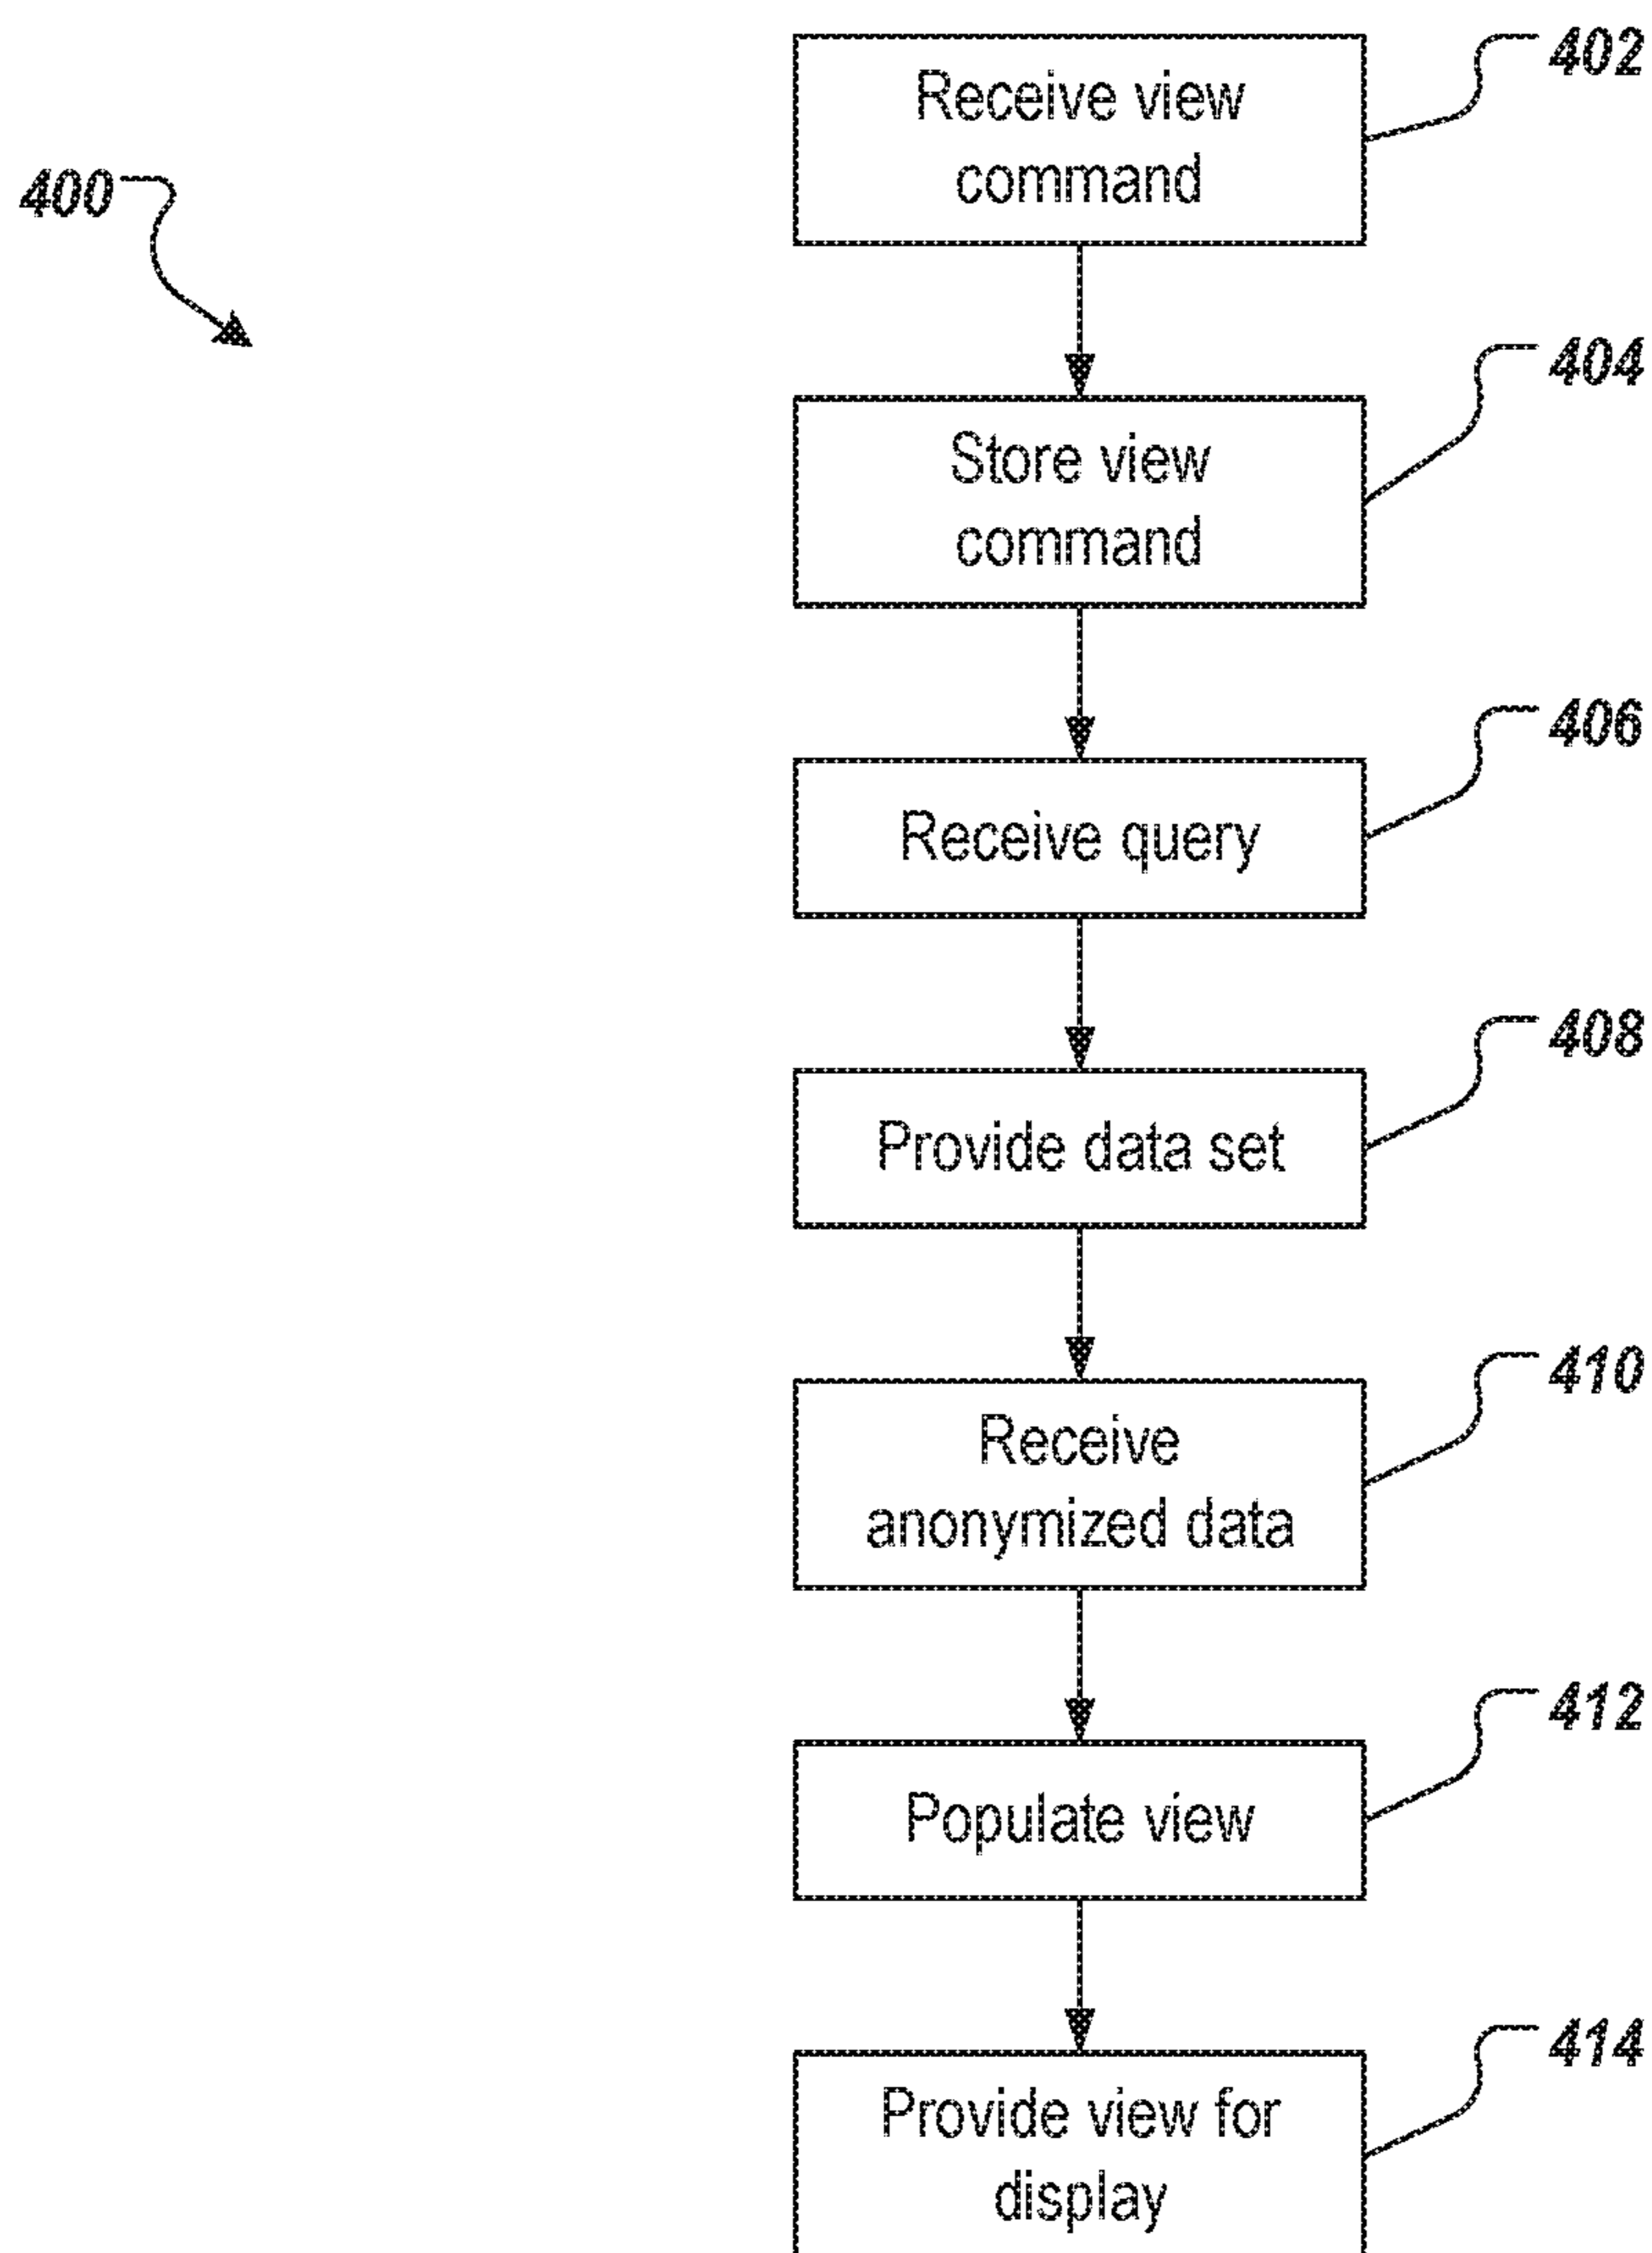 402
Receive view
command
400
404
Store view
command
406
Receive query
408
Provide data set
410
Receive
anonymized data
412
Populate view
414
Provide view for
display